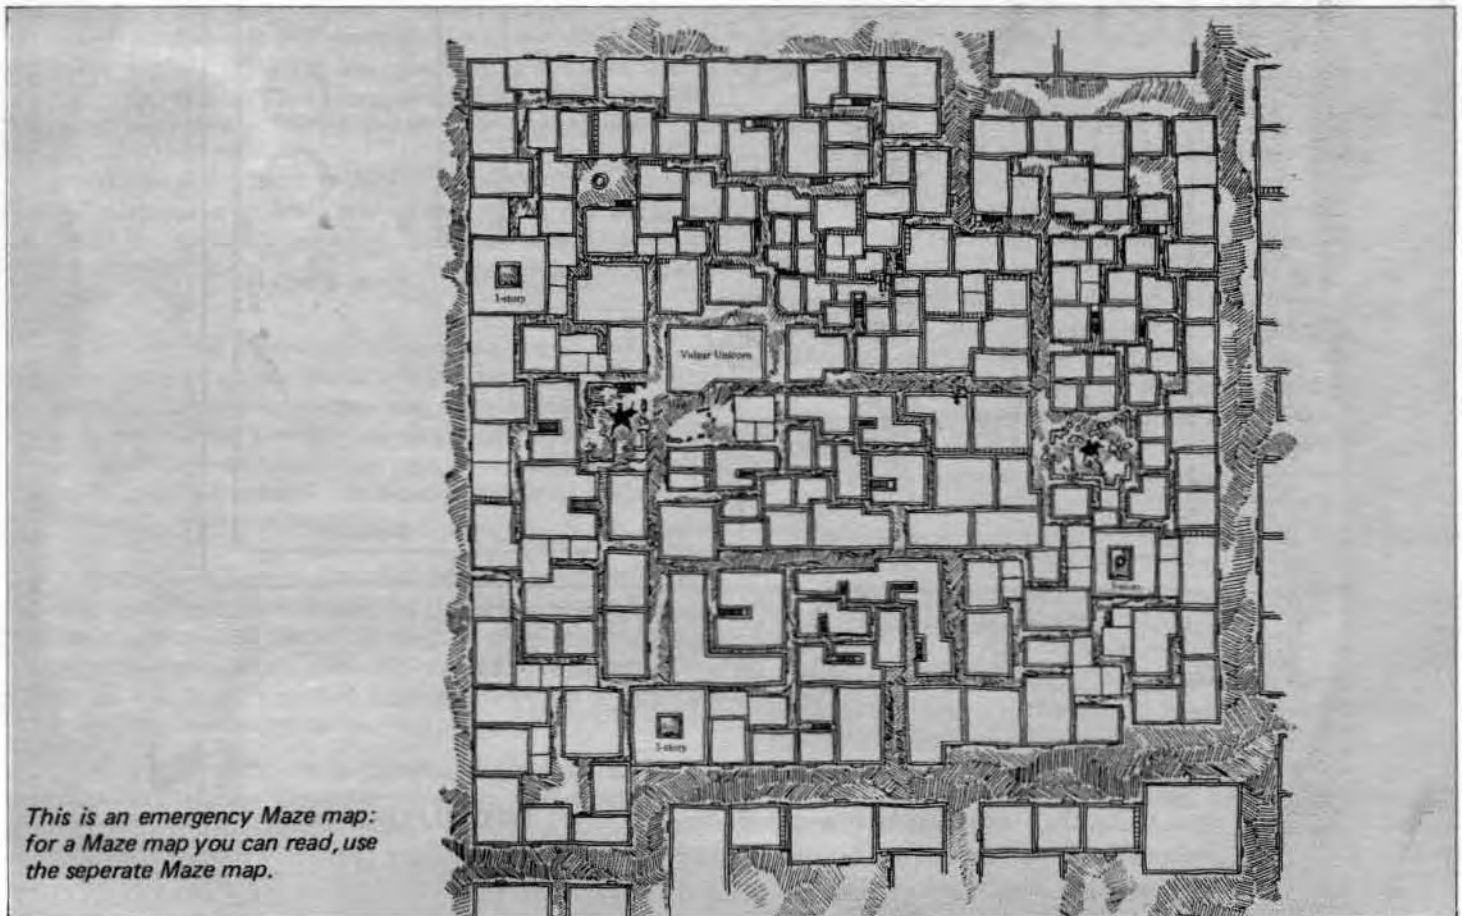 3-story
Vulgar Unicorn
3-story
This is an emergency Maze map:
for a Maze map you can read, use
the seperate Maze map.